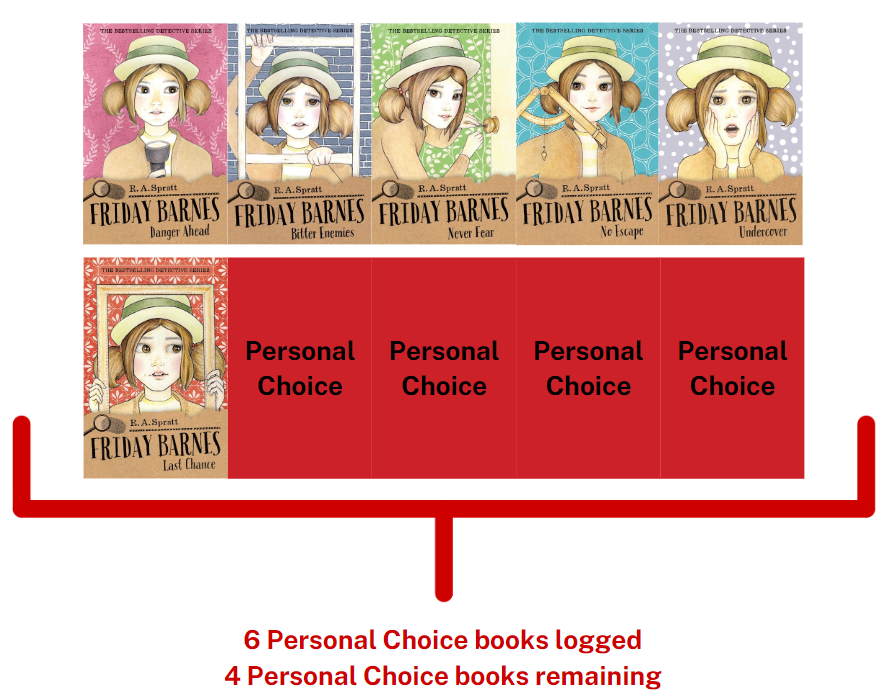 THE BESTSELLING DETECTIVE SERIES
R. A. Spratt
FRIDAY BARNES
Danger Ahead
THE BESTSELLING DETECTIVE SERIES
R. A. Spratt
FRIDAY BARNES
Bitter Enemies
THE BESTSELLING DETECTIVE SERIES
R. A. Spratt
FRIDAY BARNES
Never Fear
THE BESTSELLING DETECTIVE SERIES
R. A. Spratt
FRIDAY BARNES
No Escape
THE BESTSELLING DETECTIVE SERIES
R. A. Spratt
FRIDAY BARNES
Undercover
THE BESTSELLING DETECTIVE SERIES
R. A. Spratt
FRIDAY BARNES
Last Chance
Personal
Choice
Personal
Choice
Personal
Choice
Personal
Choice
6 Personal Choice books logged
4 Personal Choice books remaining